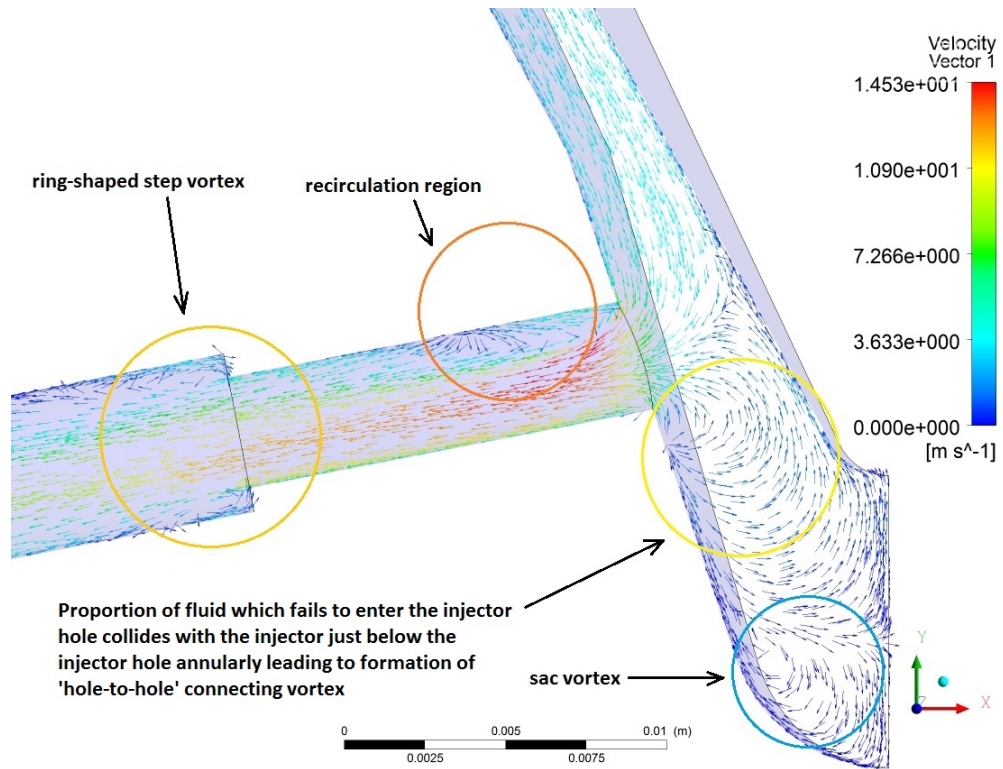 Velocity
Vector 1
1.453e+001
1.090e+001
7.266e+000
3.633e+000
0.000e+000
[m s^-1]
ring-shaped step vortex
recirculation region
Proportion of fluid which fails to enter the injector
hole collides with the injector just below the
injector hole annularly leading to formation of
'hole-to-hole' connecting vortex
sac vortex
Y
Z
X
0
0.005
0.01
(m)
0.0025
0.0075